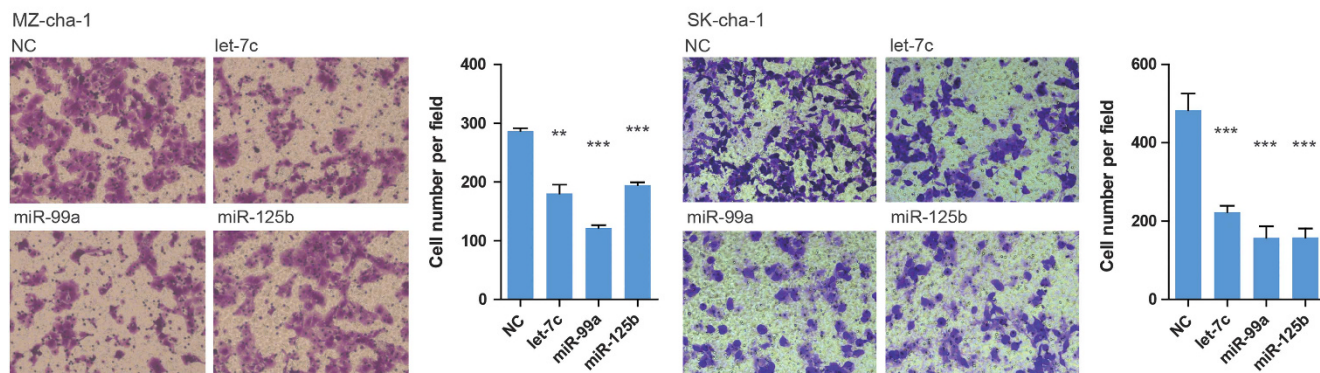 MZ-cha-1
NC
let-7c
miR-99a
miR-125b
Cell number per field
400
300
200
100
0
**
***
***
NC
let-7c
miR-99a
miR-125b
SK-cha-1
NC
let-7c
miR-99a
miR-125b
Cell number per field
600
400
200
0
***
***
***
NC
let-7c
miR-99a
miR-125b